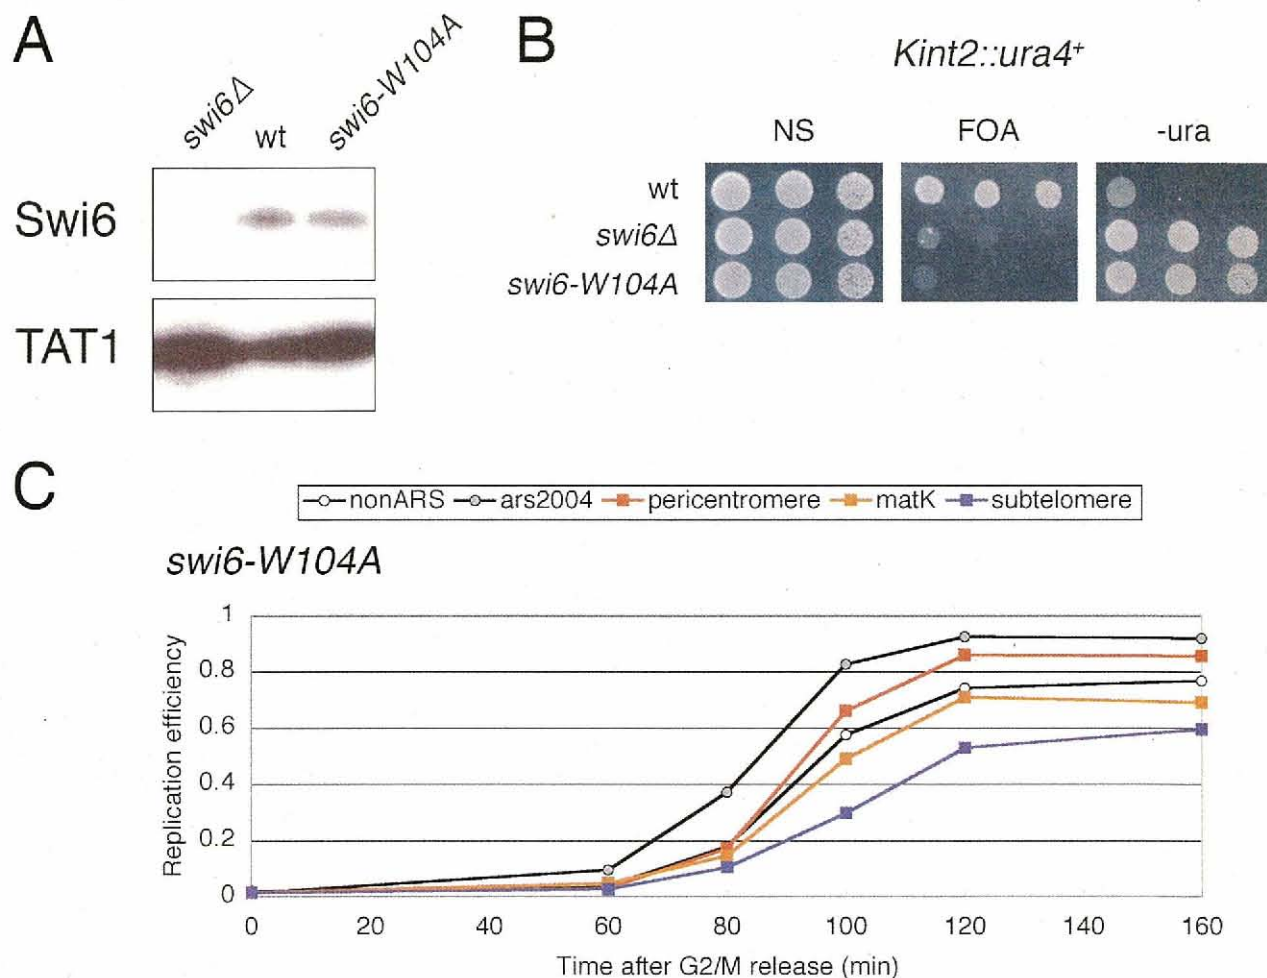 A
swi6Δ
wt
swi6-W104A
Swi6
TAT1
B
Kint2::ura4⁺
NS
FOA
-ura
wt
swi6Δ
swi6-W104A
C
nonARS ars2004 pericentromere matK subtelomere
swi6-W104A
Replication efficiency
1
0.8
0.6
0.4
0.2
0
0 20 40 60 80 100 120 140 160
Time after G2/M release (min)